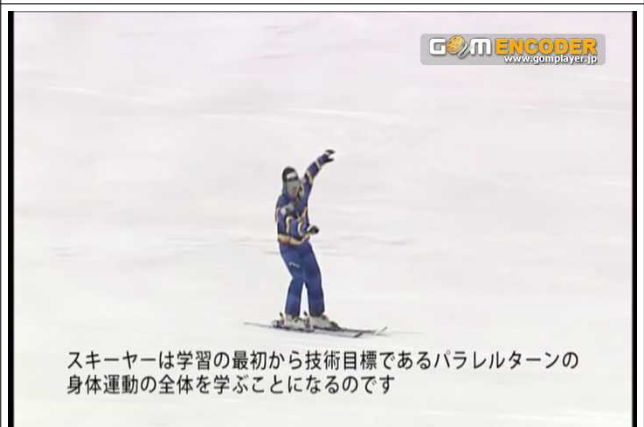 GOM ENCODER
www.gomplayer.jp
スキーヤーは学習の最初から技術目標であるパラレルターンの
身体運動の全体を学ぶことになるのです